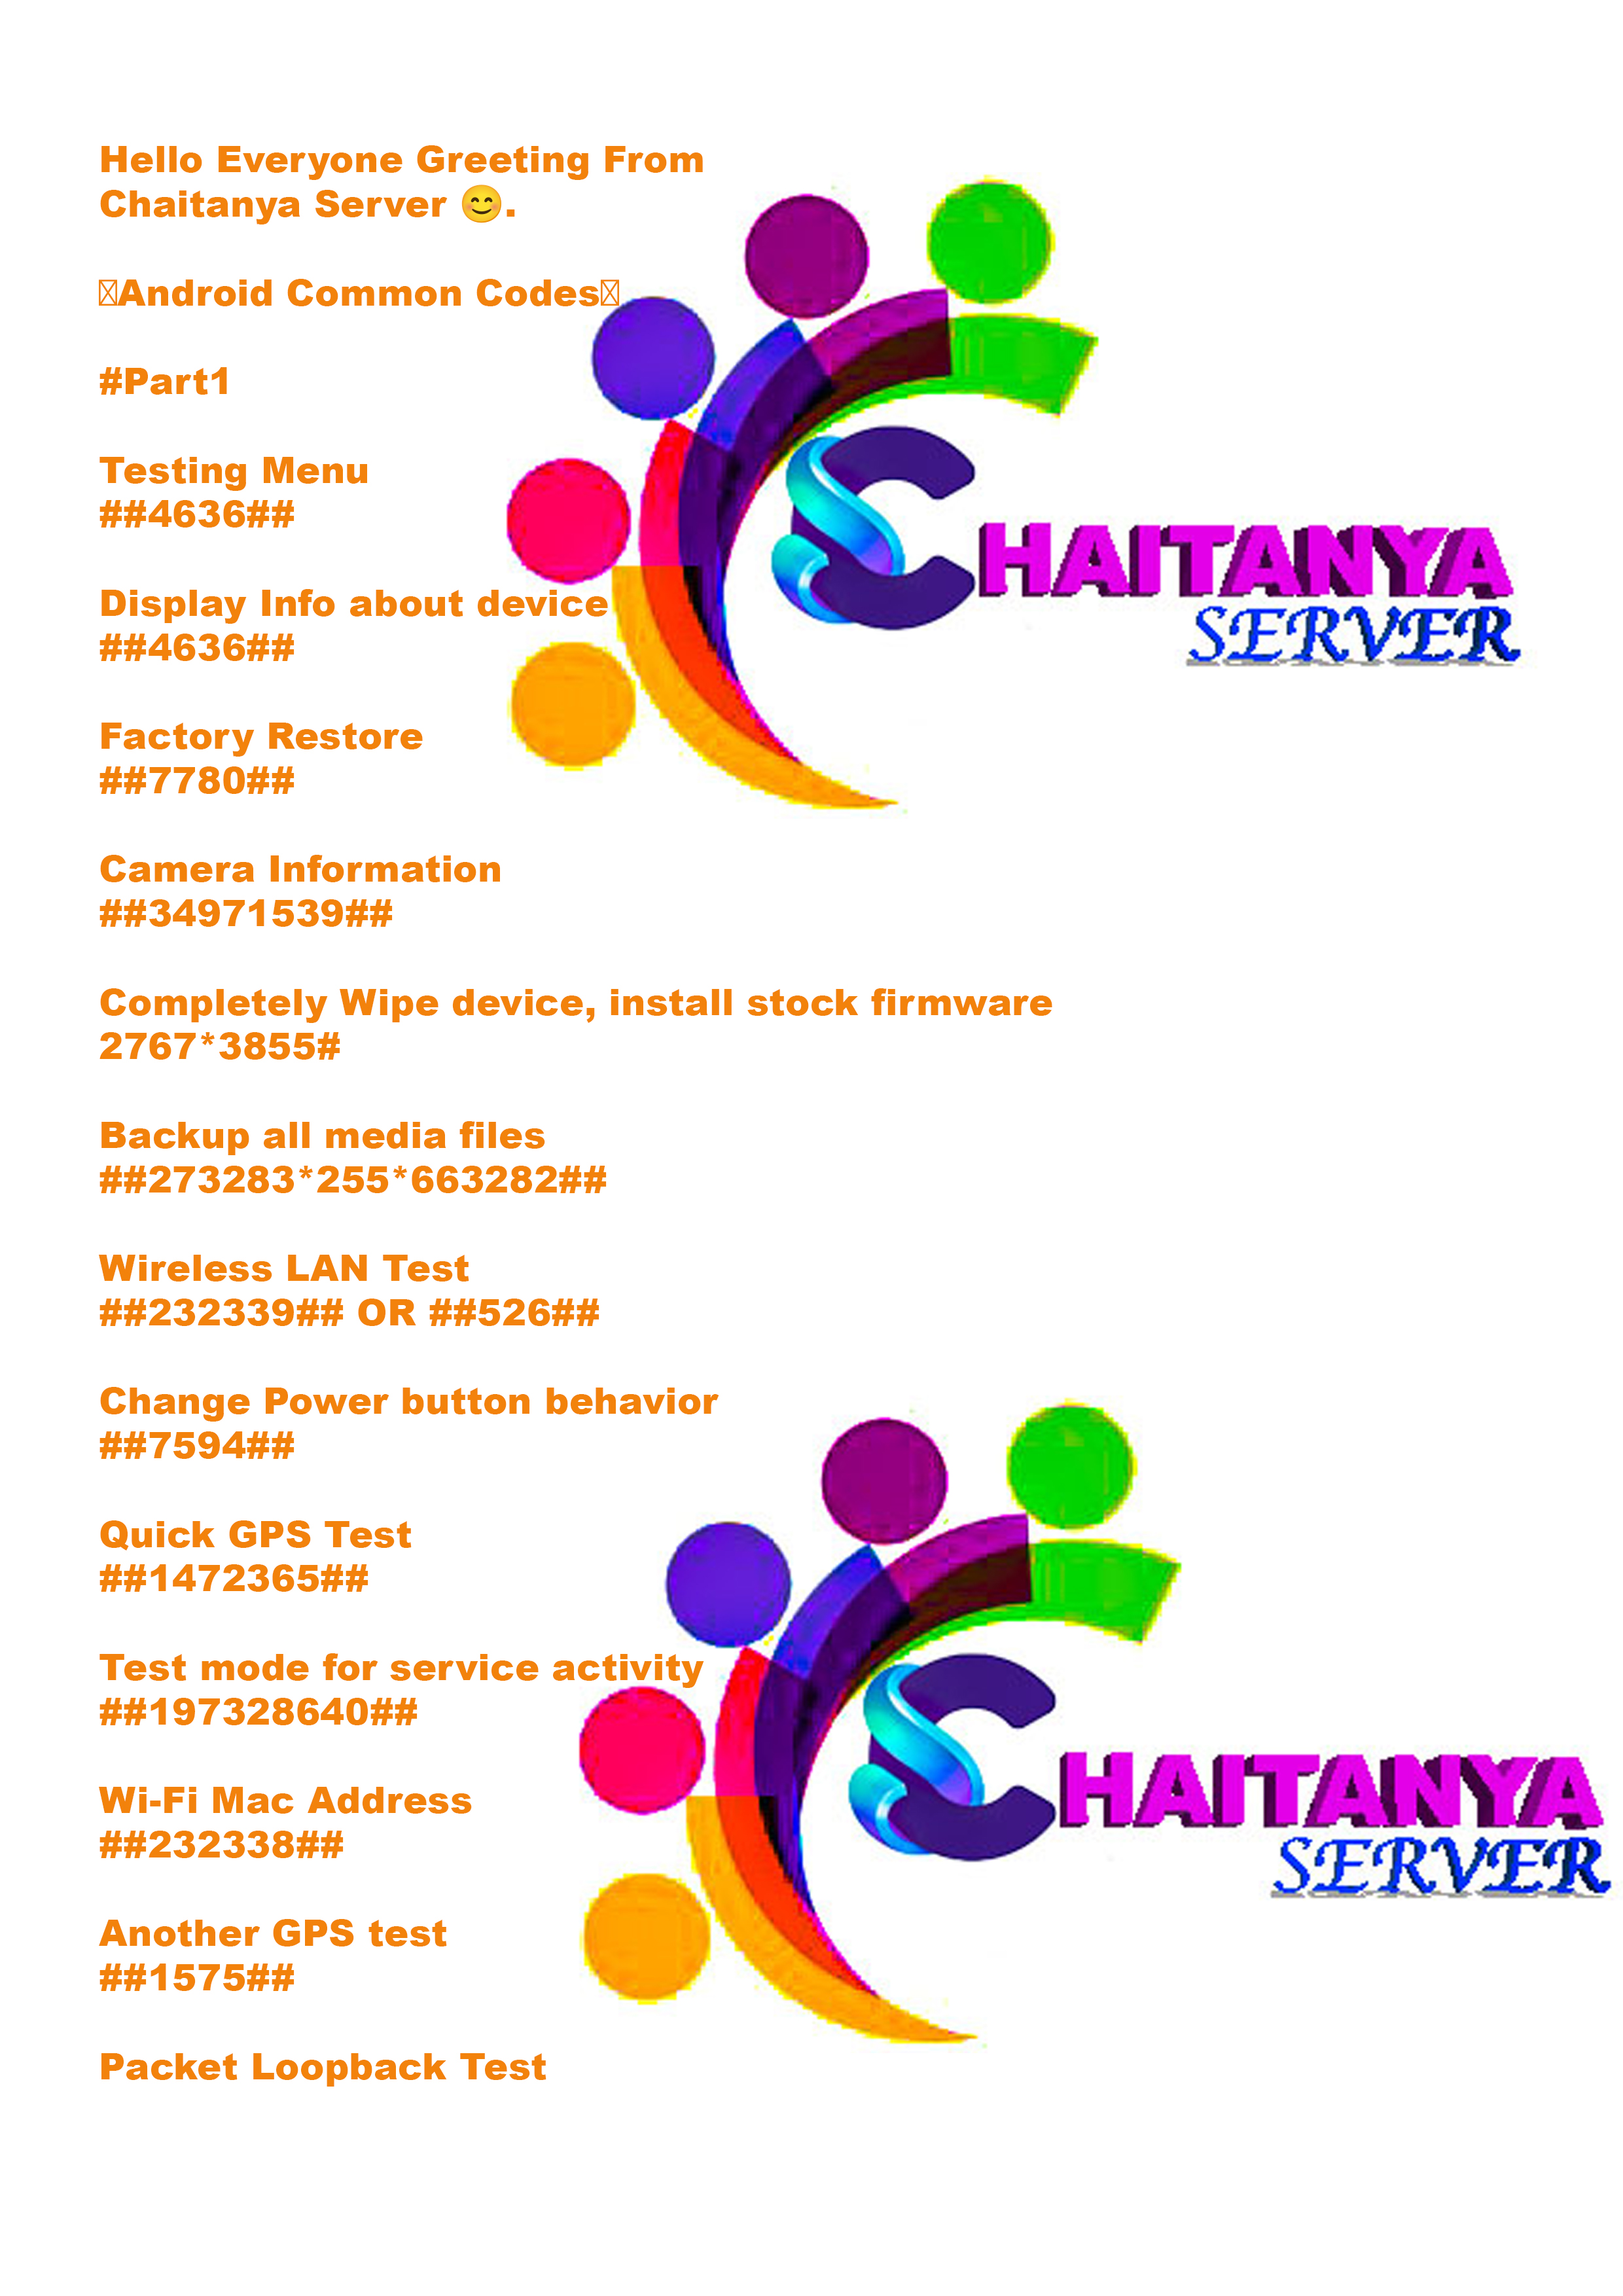 Hello Everyone Greeting From
Chaitanya Server 😊.
Android Common Codes
#Part1
Testing Menu
##4636##
Display Info about device
##4636##
Factory Restore
##7780##
Camera Information
##34971539##
Completely Wipe device, install stock firmware
2767*3855#
Backup all media files
##273283*255*663282##
Wireless LAN Test
##232339## OR ##526##
Change Power button behavior
##7594##
Quick GPS Test
##1472365##
Test mode for service activity
##197328640##
Wi-Fi Mac Address
##232338##
Another GPS test
##1575##
Packet Loopback Test
CHAITANYA
SERVER
CHAITANYA
SERVER